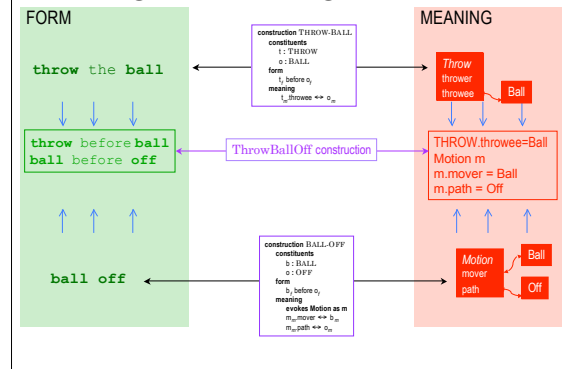 FORM
MEANING
construction THROW-BALL
constituents
t : THROW
o : BALL
form
t_f before o_f
meaning
t_m.throwee ↔ o_m
throw the ball
Throw
thrower
throwee
Ball
throw before ball
ball before off
ThrowBallOff construction
THROW.throwee=Ball
Motion m
m.mover = Ball
m.path = Off
construction BALL-OFF
constituents
b : BALL
o : OFF
form
b_f before o_f
meaning
evokes Motion as m
m_m.mover ↔ b_m
m_m.path ↔ o_m
ball off
Motion
mover
path
Ball
Off